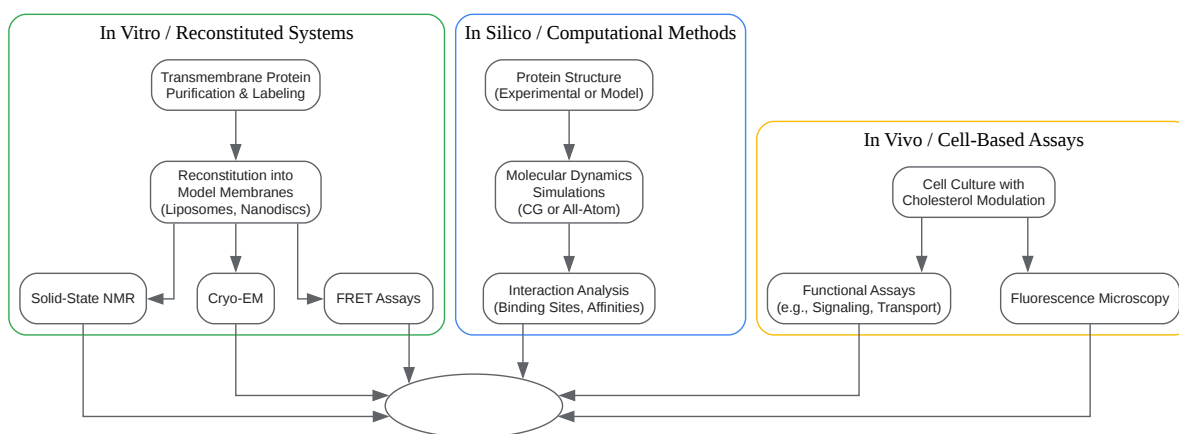 In Vitro / Reconstituted Systems
Transmembrane Protein
Purification & Labeling
Reconstitution into
Model Membranes
(Liposomes, Nanodiscs)
Solid-State NMR
Cryo-EM
FRET Assays
In Silico / Computational Methods
Protein Structure
(Experimental or Model)
Molecular Dynamics
Simulations
(CG or All-Atom)
Interaction Analysis
(Binding Sites, Affinities)
In Vivo / Cell-Based Assays
Cell Culture with
Cholesterol Modulation
Functional Assays
(e.g., Signaling, Transport)
Fluorescence Microscopy